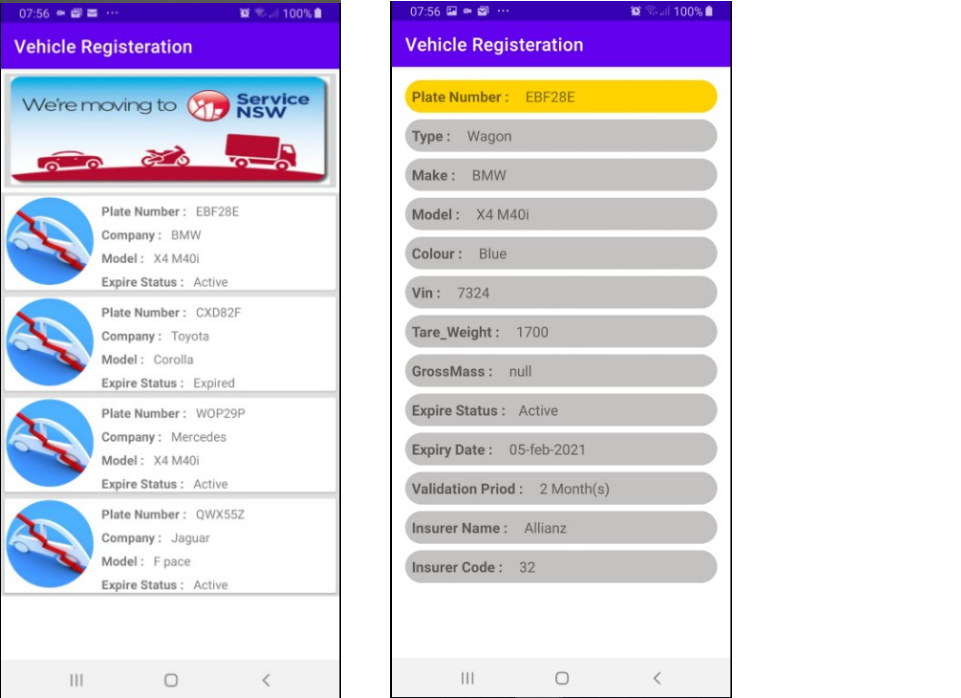 07:56 ··· 100%
Vehicle Registeration
We're moving to Service
NSW
Plate Number : EBF28E
Company : BMW
Model : X4 M40i
Expire Status : Active
Plate Number : CXD82F
Company : Toyota
Model : Corolla
Expire Status : Expired
Plate Number : WOP29P
Company : Mercedes
Model : X4 M40i
Expire Status : Active
Plate Number : QWX55Z
Company : Jaguar
Model : F pace
Expire Status : Active
07:56 ··· 100%
Vehicle Registeration
Plate Number : EBF28E
Type : Wagon
Make : BMW
Model : X4 M40i
Colour : Blue
Vin : 7324
Tare_Weight : 1700
GrossMass : null
Expire Status : Active
Expiry Date : 05-feb-2021
Validation Priod : 2 Month(s)
Insurer Name : Allianz
Insurer Code : 32